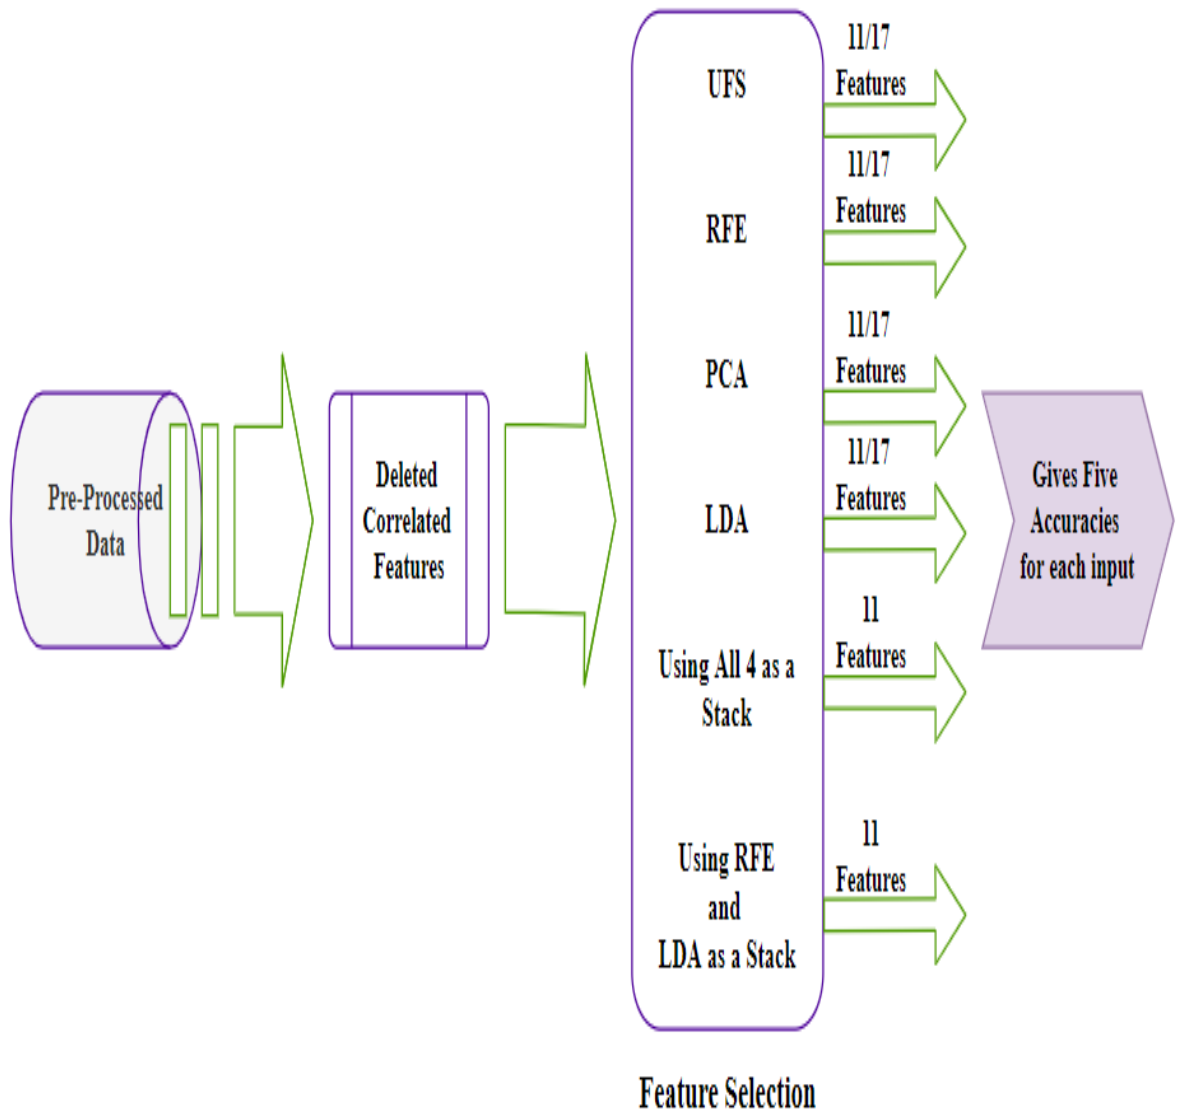 Pre-Processed
Data
Deleted
Correlated
Features
UFS
RFE
PCA
LDA
Using All 4 as a
Stack
Using RFE
and
LDA as a Stack
11/17
Features
11/17
Features
11/17
Features
11/17
Features
11
Features
11
Features
Gives Five
Accuracies
for each input
Feature Selection